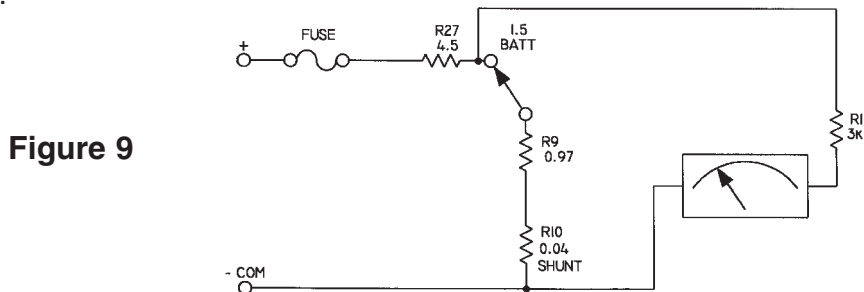 .
FUSE
R27
4.5
1.5
BATT
+
R1
3K
Figure 9
R9
0.97
R10
0.04
SHUNT
- COM